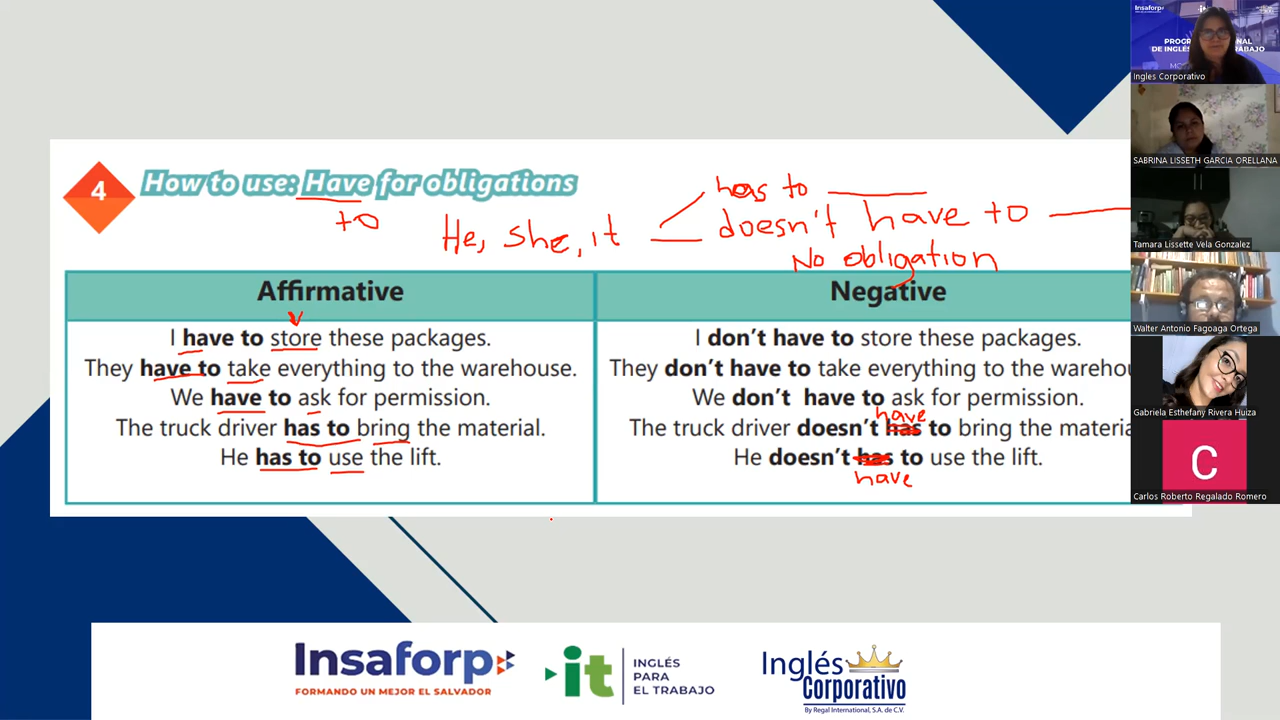 4
How to use: Have for obligations
to
He, she, it
has to
doesn't have to
No obligation
Affirmative
v
I have to store these packages.
They have to take everything to the warehouse.
We have to ask for permission.
The truck driver has to bring the material.
He has to use the lift.
Negative
I don't have to store these packages.
They don't have to take everything to the warehou
We don't have to ask for permission.
have
The truck driver doesn't has to bring the materia
He doesn't has to use the lift.
have
Insaforp
FORMANDO UN MEJOR EL SALVADOR
it
INGLÉS
PARA
EL TRABAJO
Inglés
Corporativo
By Regal International, S.A. de C.V.
Insaforp
it
PROGR
NAL
DE INGLÉS
TRABAJO
Ingles Corporativo
SABRINA LISSETH GARCIA ORELLANA
Tamara Lissette Vela Gonzalez
Walter Antonio Fagoaga Ortega
Gabriela Esthefany Rivera Huiza
C
Carlos Roberto Regalado Romero